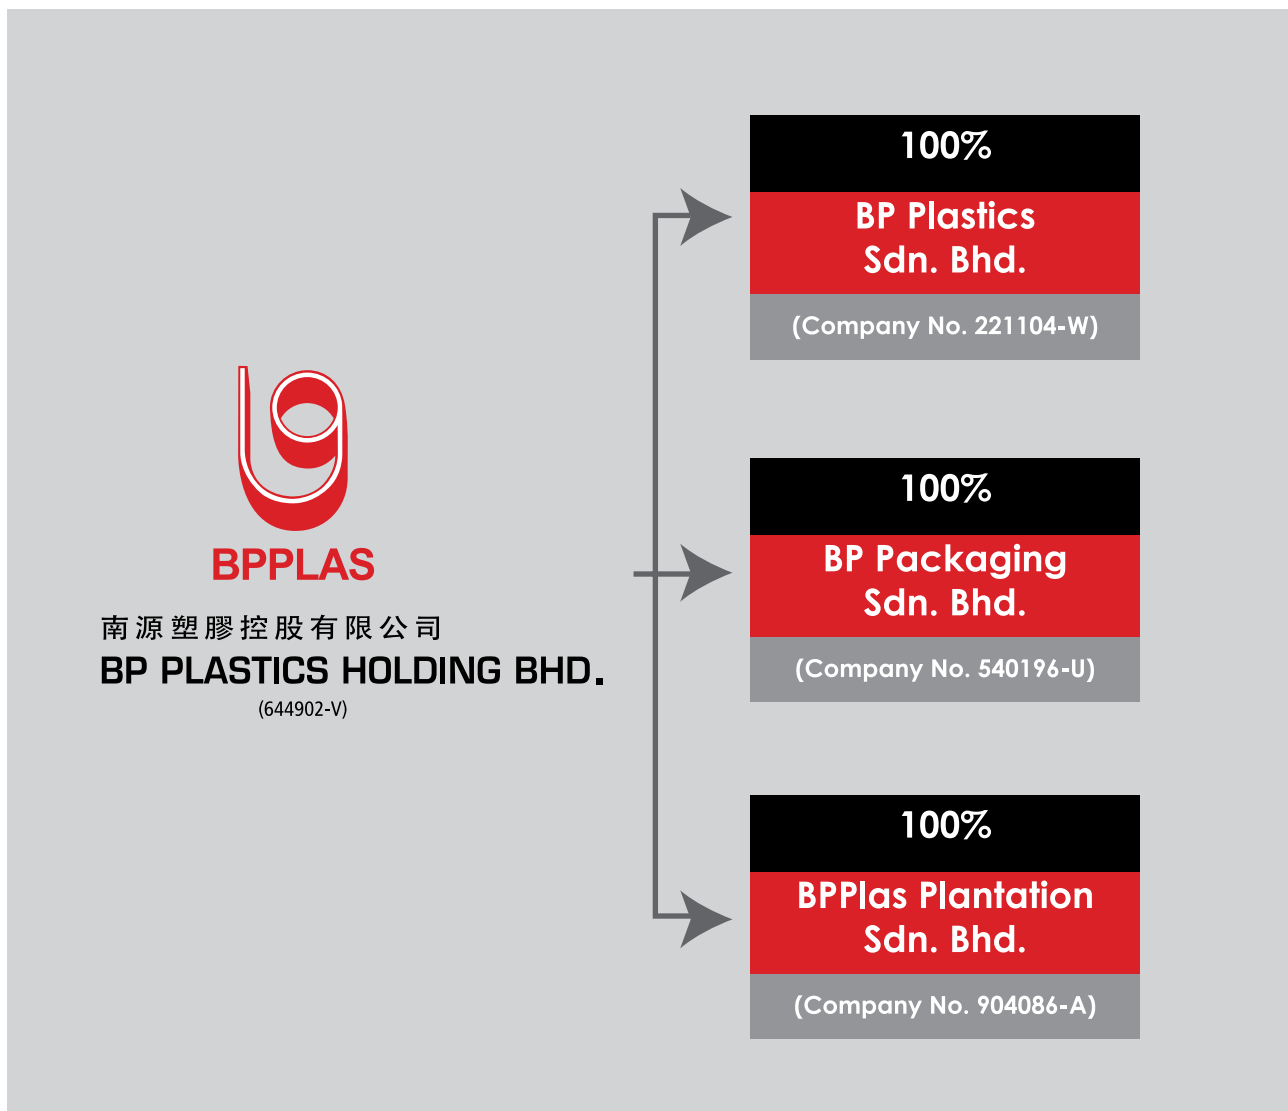 BPPLAS
南源塑膠控股有限公司
BP PLASTICS HOLDING BHD.
(644902-V)
100%
BP Plastics
Sdn. Bhd.
(Company No. 221104-W)
100%
BP Packaging
Sdn. Bhd.
(Company No. 540196-U)
100%
BPPlas Plantation
Sdn. Bhd.
(Company No. 904086-A)